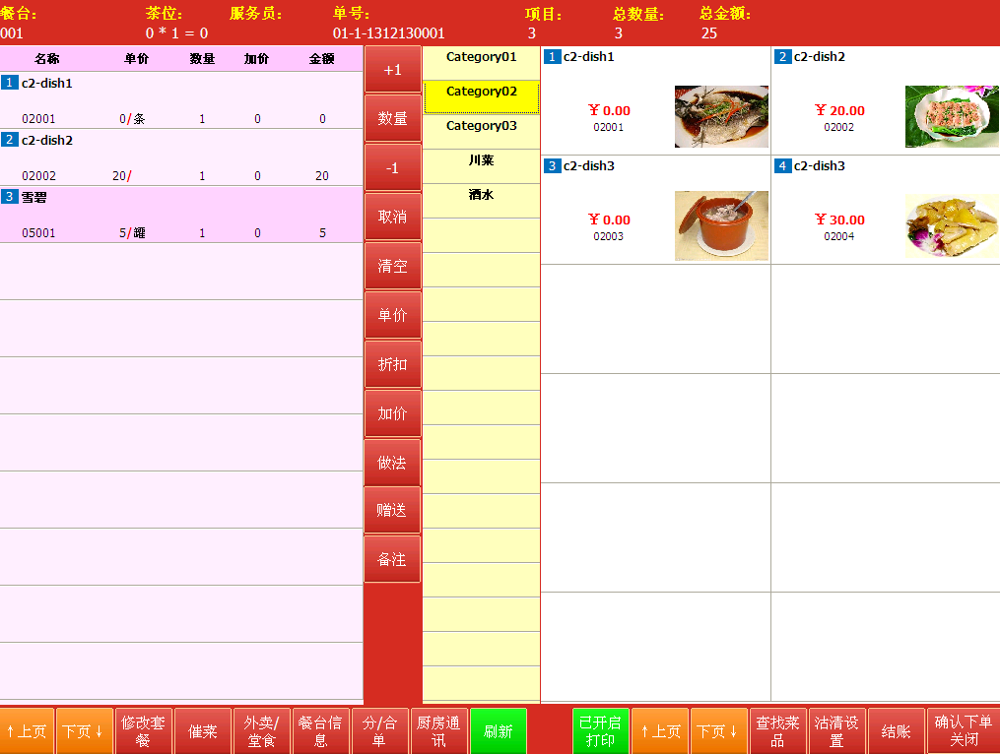 餐台: 茶位: 服务员: 单号: 项目: 总数量: 总金额:
001 0 * 1 = 0 01-1-1312130001 3 3 25
名称 单价 数量 加价 金额
1 c2-dish1
02001 0/条 1 0 0
2 c2-dish2
02002 20/ 1 0 20
3 雪碧
05001 5/罐 1 0 5
+1
数量
-1
取消
清空
单价
折扣
加价
做法
赠送
备注
Category01
Category02
Category03
川菜
酒水
1 c2-dish1
¥ 0.00
02001
2 c2-dish2
¥ 20.00
02002
3 c2-dish3
¥ 0.00
02003
4 c2-dish3
¥ 30.00
02004
↑上页
下页↓
修改套
餐
催菜
外卖/
堂食
餐台信
息
分/合
单
厨房通
讯
刷新
已开启
打印
↑上页
下页↓
查找菜
品
沽清设
置
结账
确认下单
关闭